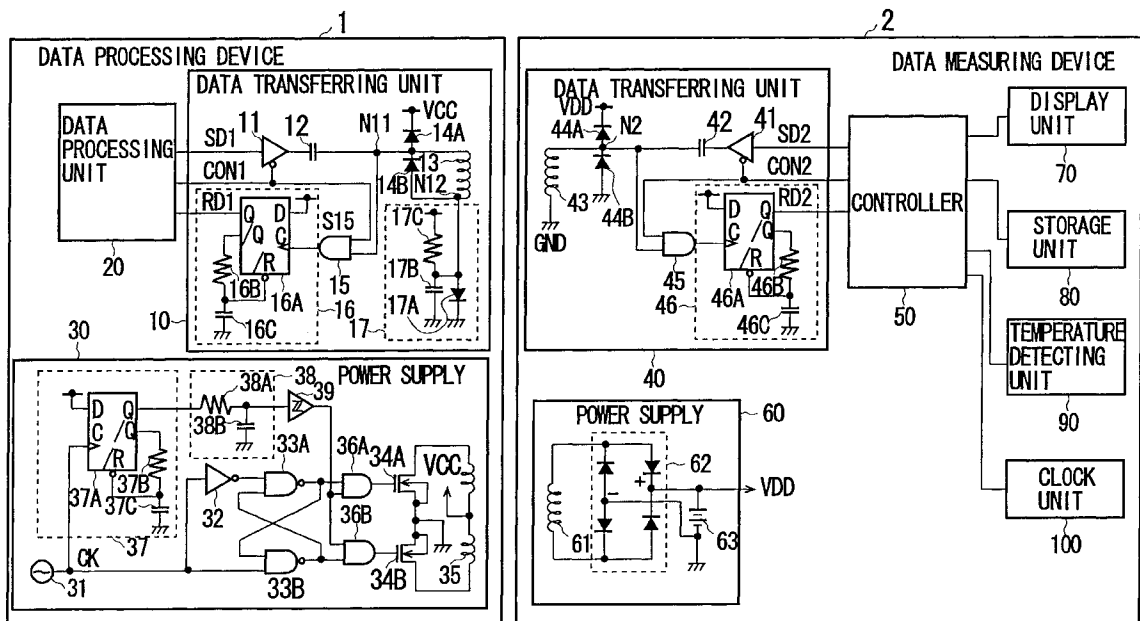 1
DATA PROCESSING DEVICE
DATA TRANSFERRING UNIT
DATA
PROCESSING
UNIT
20
SD1
11
12
N11
VCC
14A
13
14B
N12
CON1
RD1
Q
D
/Q
C
/R
S15
15
16A
16B
16C
16
17C
17B
17A
17
10
30
POWER SUPPLY
D
Q
C
/Q
/R
37A
37B
37C
37
38A
38B
38
39
33A
36A
34A
VCC
32
36B
33B
34B
35
CK
31
2
DATA MEASURING DEVICE
DATA TRANSFERRING UNIT
VDD
44A
N2
42
41
SD2
CON2
RD2
43
GND
44B
45
D
Q
C
/Q
/R
46A
46B
46C
46
40
CONTROLLER
50
DISPLAY
UNIT
70
STORAGE
UNIT
80
TEMPERATURE
DETECTING
UNIT
90
CLOCK
UNIT
100
POWER SUPPLY
60
61
62
+
-
63
VDD